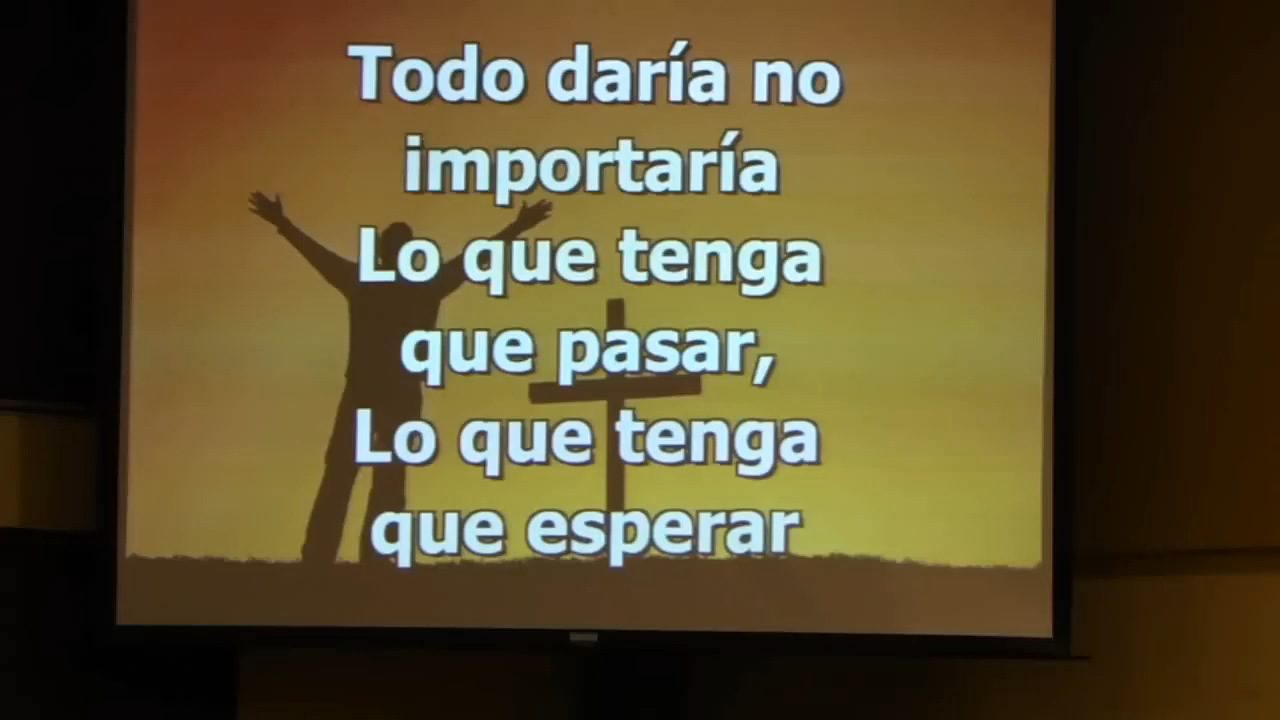 Todo daría no
importaría
Lo que tenga
que pasar,
Lo que tenga
que esperar